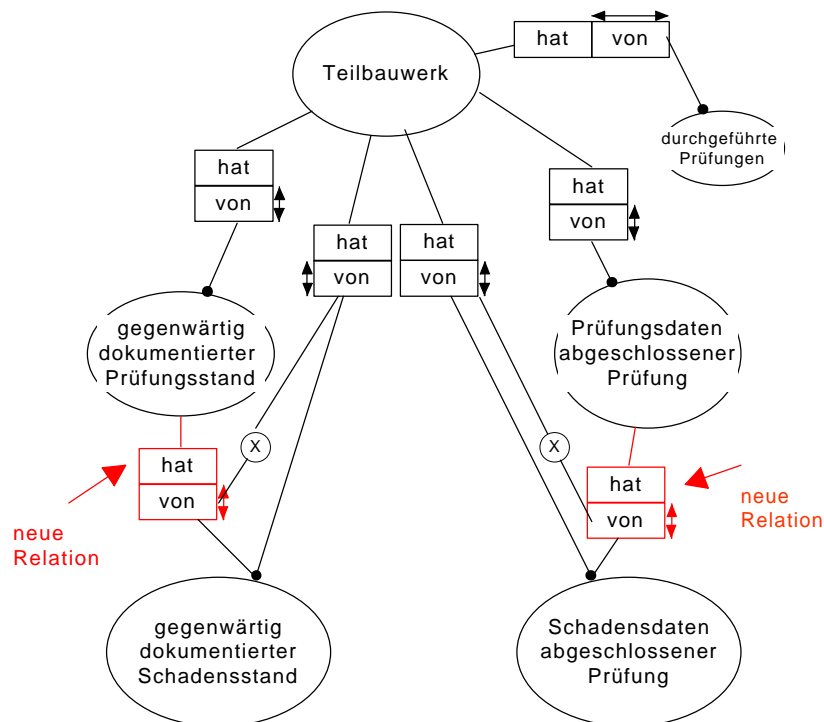 hat
von
Teilbauwerk
durchgeführte
Prüfungen
hat
von
hat
von
hat
von
hat
von
gegenwärtig
dokumentierter
Prüfungsstand
Prüfungsdaten
abgeschlossener
Prüfung
X
X
hat
von
hat
von
neue
Relation
neue
Relation
gegenwärtig
dokumentierter
Schadensstand
Schadensdaten
abgeschlossener
Prüfung